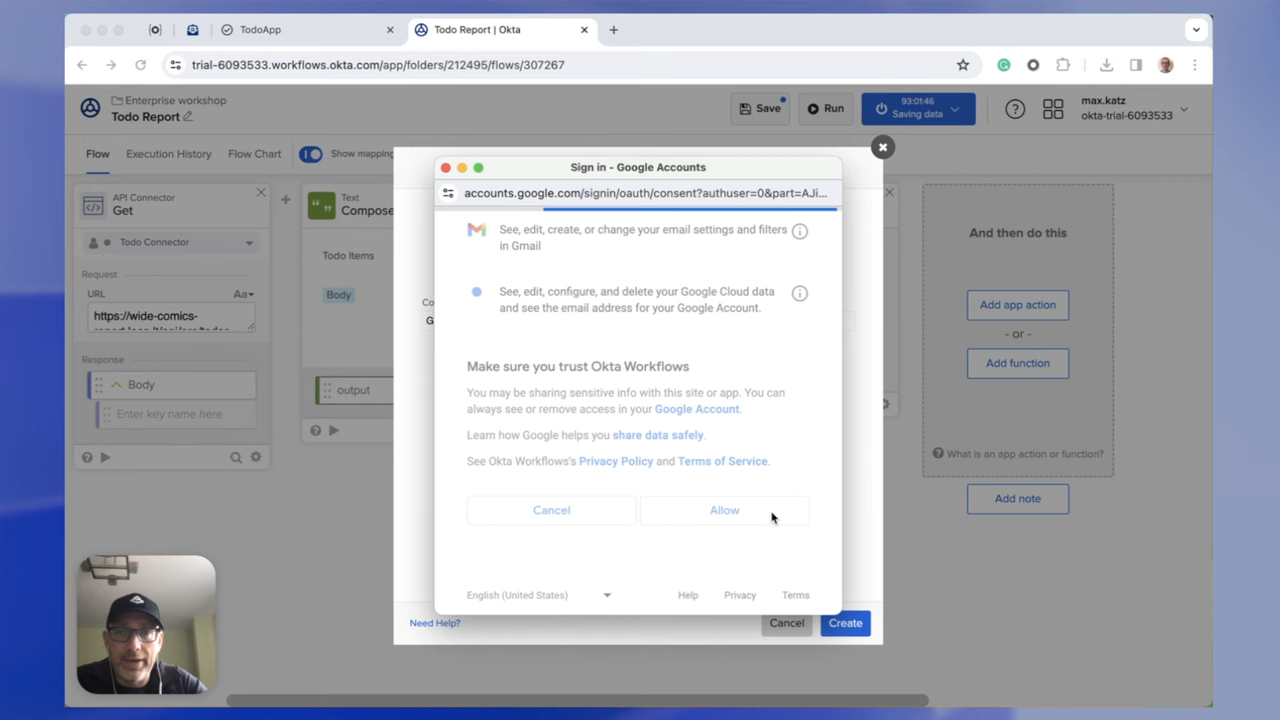 TodoApp
Todo Report | Okta
trial-6093533.workflows.okta.com/app/folders/212495/flows/307267
Enterprise workshop
Todo Report
Save
Run
93:01:46
Saving data
max.katz
okta-trial-6093533
Flow
Execution History
Flow Chart
Show mapping
Sign in - Google Accounts
accounts.google.com/signin/oauth/consent?authuser=0&part=AJi...
API Connector
Get
Todo Connector
Request
URL
Aa
https://wide-comics-
Response
Body
Enter key name here
Text
Compose
Todo Items
Body
output
Co
G
See, edit, create, or change your email settings and filters
in Gmail
See, edit, configure, and delete your Google Cloud data
and see the email address for your Google Account.
Make sure you trust Okta Workflows
You may be sharing sensitive info with this site or app. You can
always see or remove access in your Google Account.
Learn how Google helps you share data safely.
See Okta Workflows's Privacy Policy and Terms of Service.
Cancel
Allow
English (United States)
Help
Privacy
Terms
Need Help?
Cancel
Create
And then do this
Add app action
- or -
Add function
What is an app action or function?
Add note